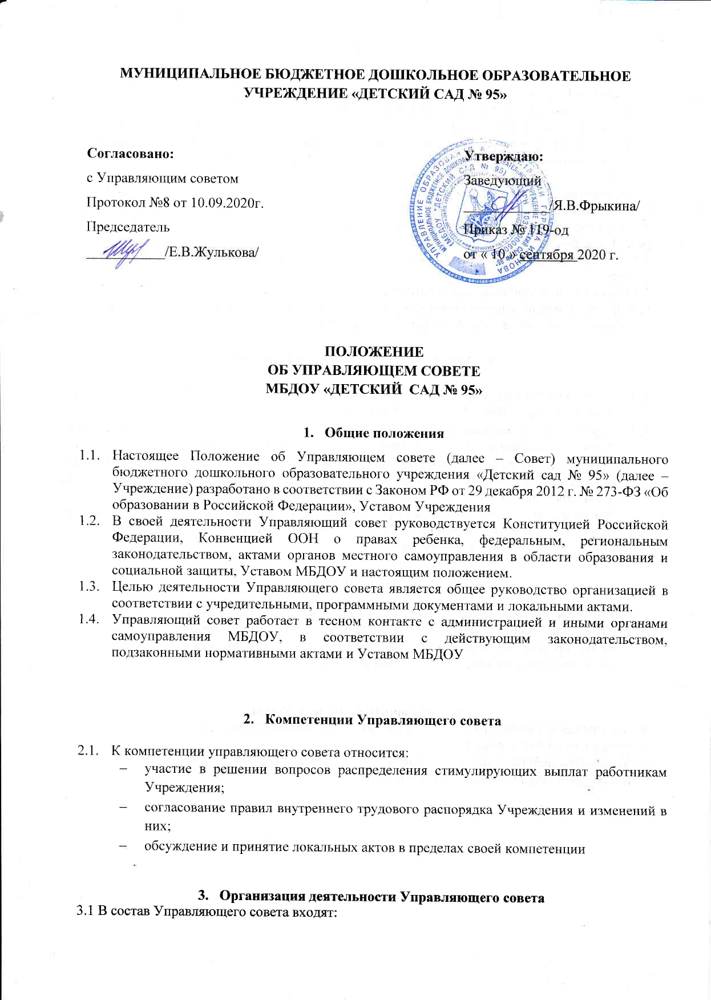 МУНИЦИПАЛЬНОЕ БЮДЖЕТНОЕ ДОШКОЛЬНОЕ ОБРАЗОВАТЕЛЬНОЕ
УЧРЕЖДЕНИЕ «ДЕТСКИЙ САД № 95»
Согласовано:
с Управляющим советом
Протокол №8 от 10.09.2020г.
Председатель
___________/Е.В.Жулькова/
Утверждаю:
Заведующий
____________/Я.В.Фрыкина/
Приказ № 119-од
от « 10 » сентября 2020 г.
ПОЛОЖЕНИЕ
ОБ УПРАВЛЯЮЩЕМ СОВЕТЕ
МБДОУ «ДЕТСКИЙ САД № 95»
1. Общие положения
1.1. Настоящее Положение об Управляющем совете (далее – Совет) муниципального
бюджетного дошкольного образовательного учреждения «Детский сад № 95» (далее –
Учреждение) разработано в соответствии с Законом РФ от 29 декабря 2012 г. № 273-ФЗ «Об
образовании в Российской Федерации», Уставом Учреждения
1.2. В своей деятельности Управляющий совет руководствуется Конституцией Российской
Федерации, Конвенцией ООН о правах ребенка, федеральным, региональным
законодательством, актами органов местного самоуправления в области образования и
социальной защиты, Уставом МБДОУ и настоящим положением.
1.3. Целью деятельности Управляющего совета является общее руководство организацией в
соответствии с учредительными, программными документами и локальными актами.
1.4. Управляющий совет работает в тесном контакте с администрацией и иными органами
самоуправления МБДОУ, в соответствии с действующим законодательством,
подзаконными нормативными актами и Уставом МБДОУ
2. Компетенции Управляющего совета
2.1. К компетенции управляющего совета относится:
– участие в решении вопросов распределения стимулирующих выплат работникам
Учреждения;
– согласование правил внутреннего трудового распорядка Учреждения и изменений в
них;
– обсуждение и принятие локальных актов в пределах своей компетенции
3. Организация деятельности Управляющего совета
3.1 В состав Управляющего совета входят: